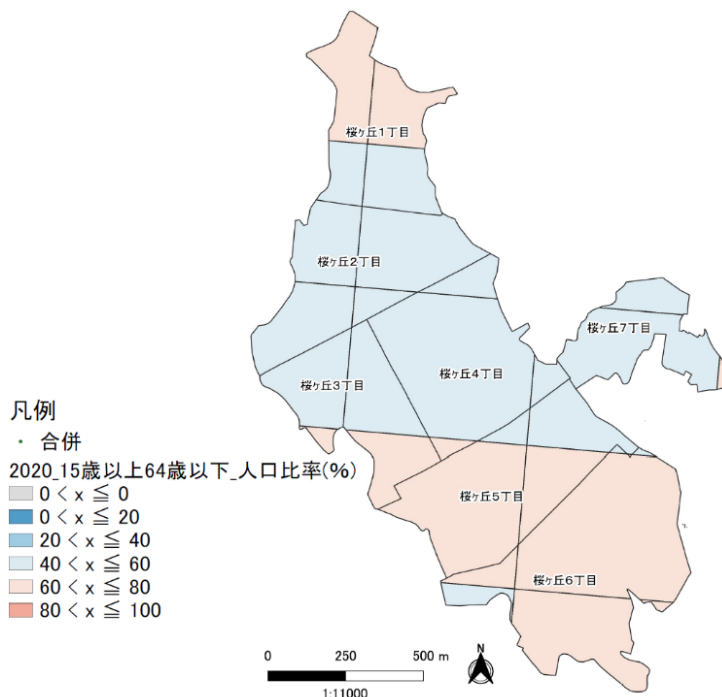 桜ヶ丘1丁目
桜ヶ丘2丁目
桜ヶ丘7丁目
桜ヶ丘3丁目
桜ヶ丘4丁目
桜ヶ丘5丁目
桜ヶ丘6丁目
凡例
合併
2020_15歳以上64歳以下_人口比率(%)
0 < x ≦ 0
0 < x ≦ 20
20 < x ≦ 40
40 < x ≦ 60
60 < x ≦ 80
80 < x ≦ 100
0 250 500 m
1:11000
N